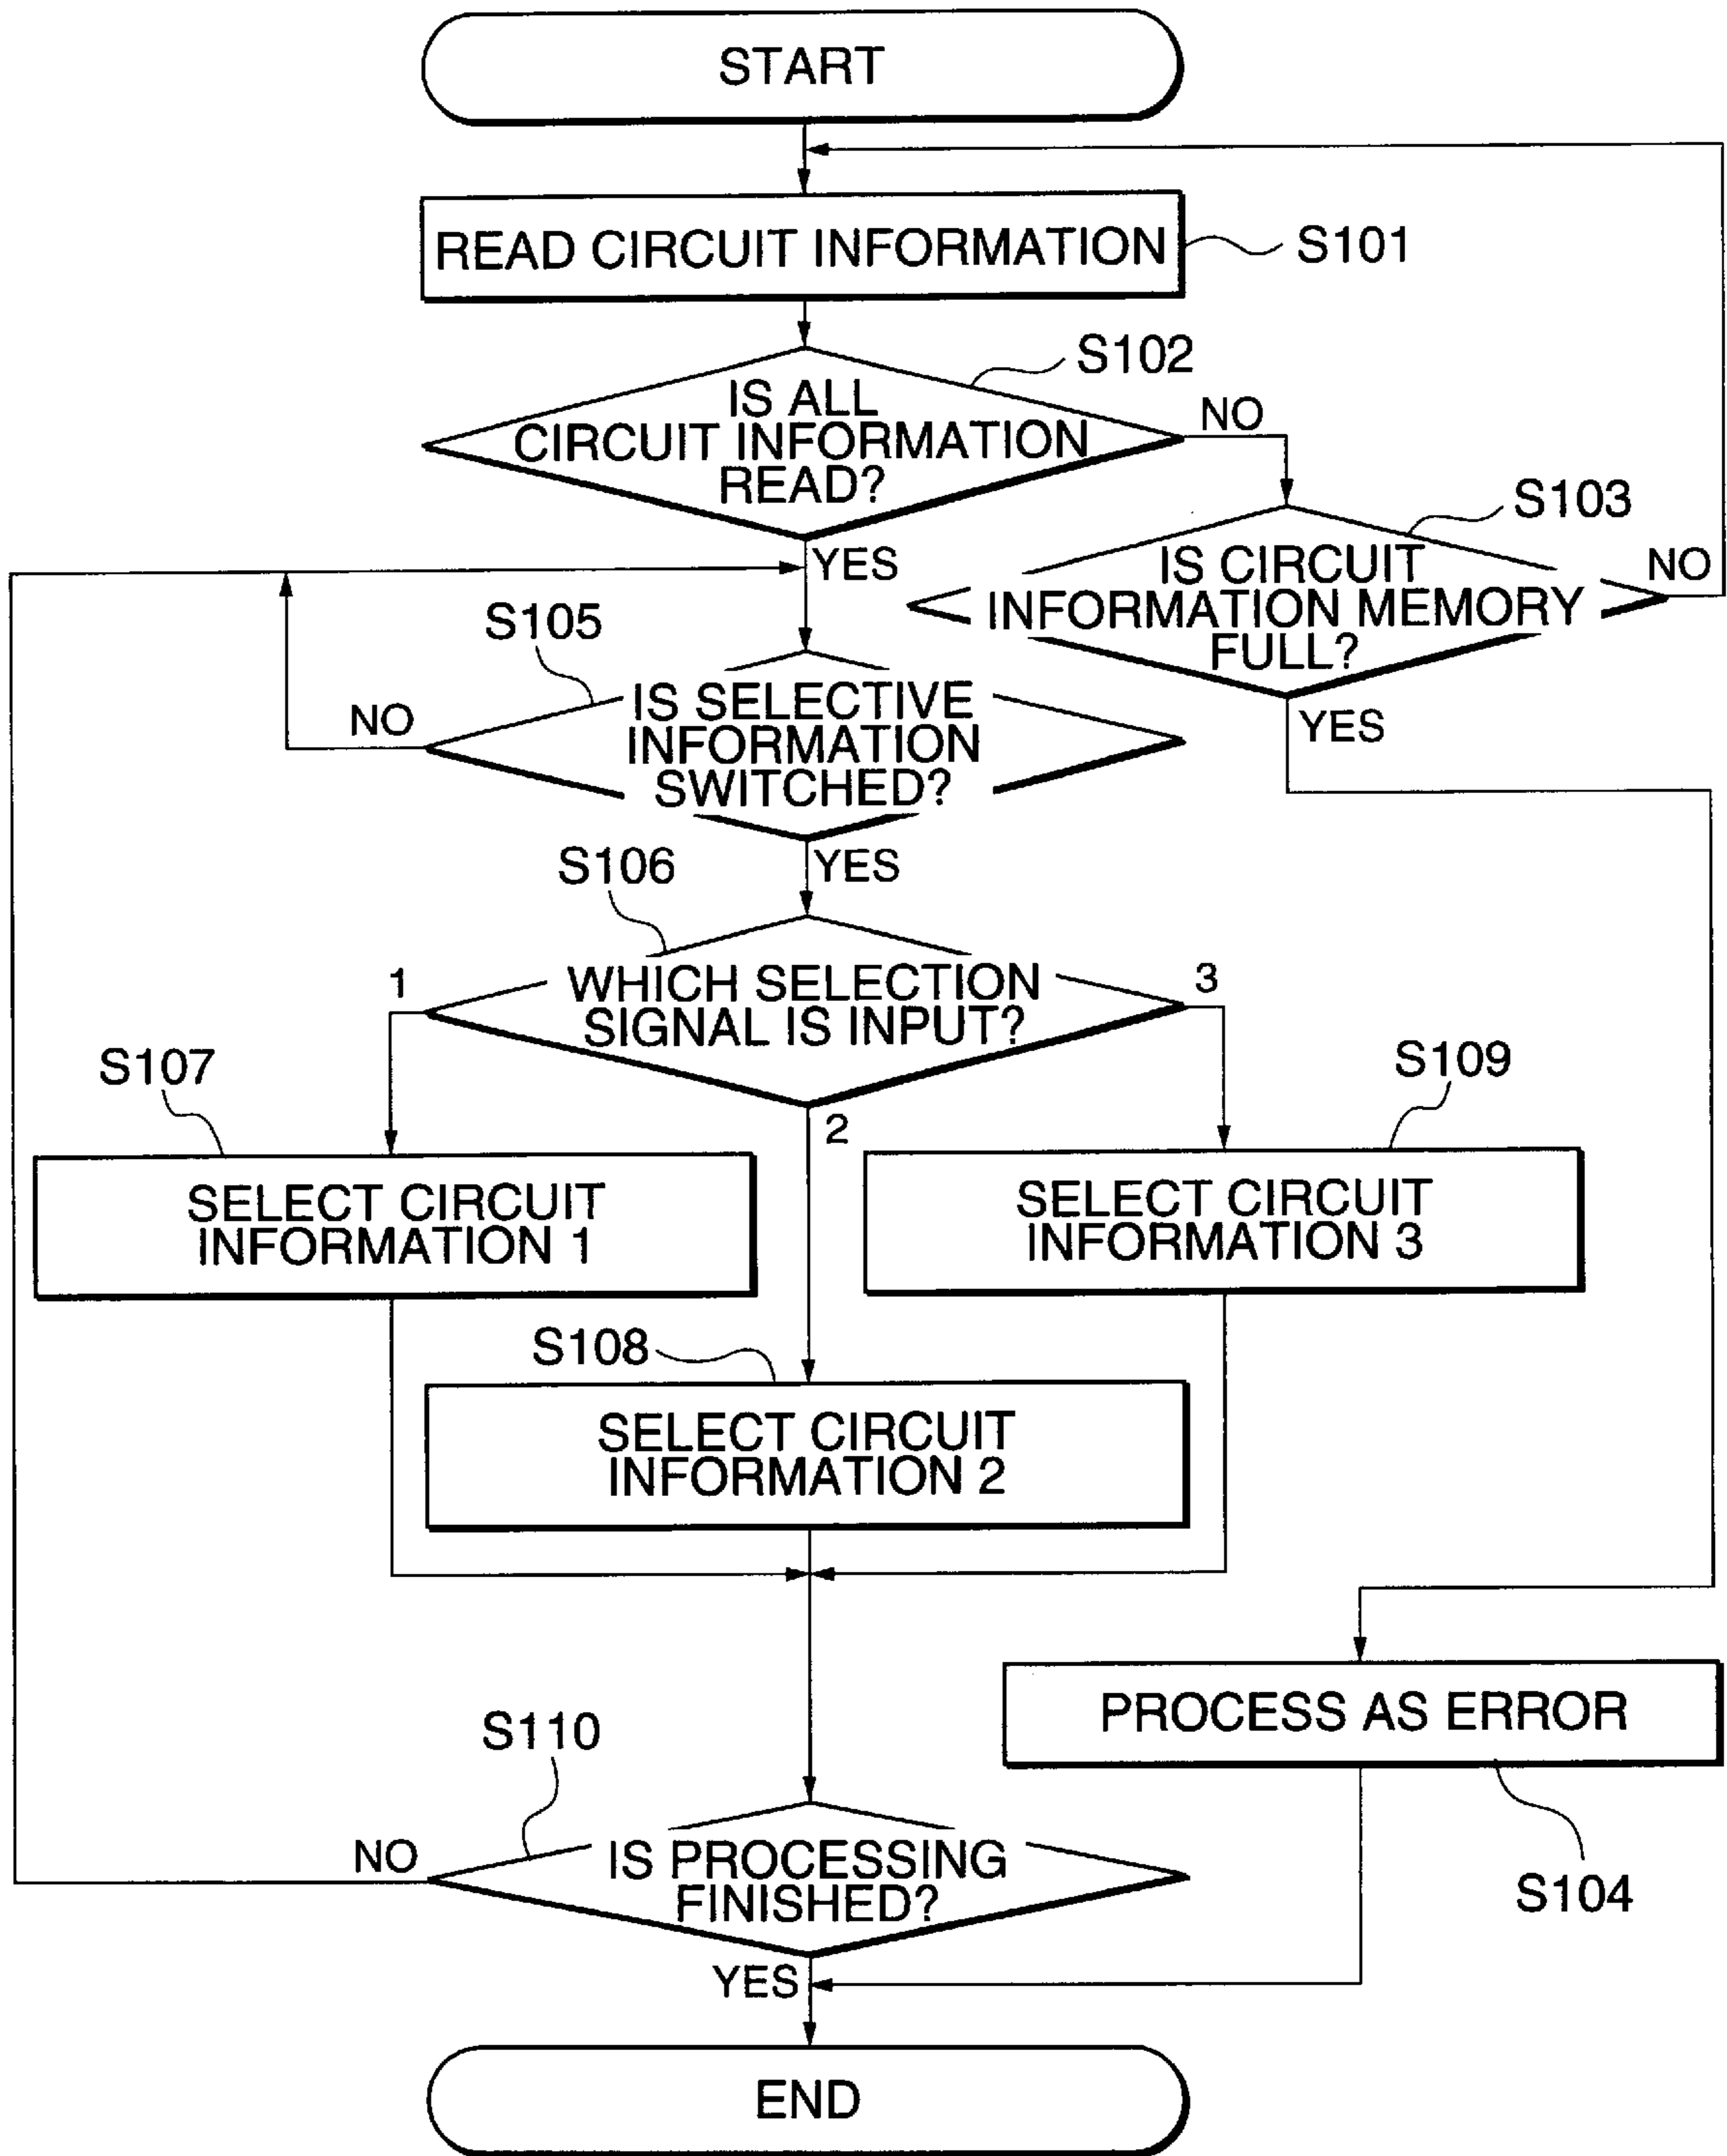 START
READ CIRCUIT INFORMATION
S101
S102
IS ALL
CIRCUIT INFORMATION
READ?
NO
S103
IS CIRCUIT
INFORMATION MEMORY
FULL?
NO
YES
YES
S105
IS SELECTIVE
INFORMATION
SWITCHED?
NO
YES
S106
WHICH SELECTION
SIGNAL IS INPUT?
1
3
2
S107
SELECT CIRCUIT
INFORMATION 1
S109
SELECT CIRCUIT
INFORMATION 3
S108
SELECT CIRCUIT
INFORMATION 2
PROCESS AS ERROR
S104
S110
IS PROCESSING
FINISHED?
NO
YES
END